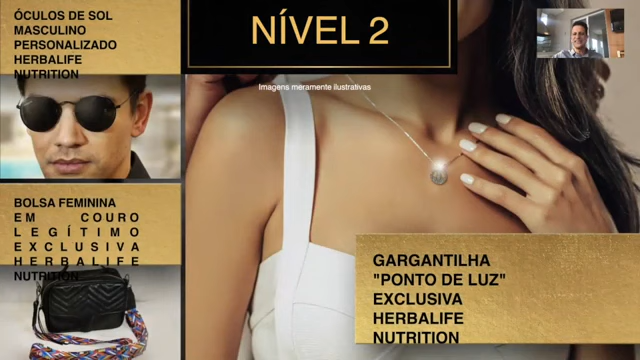 ÓCULOS DE SOL
MASCULINO
PERSONALIZADO
HERBALIFE
NUTRITION
NÍVEL 2
Imagens meramente ilustrativas
BOLSA FEMININA
EM COURO
LEGÍTIMO
EXCLUSIVA
HERBALIFE
NUTRITION
GARGANTILHA
"PONTO DE LUZ"
EXCLUSIVA
HERBALIFE
NUTRITION